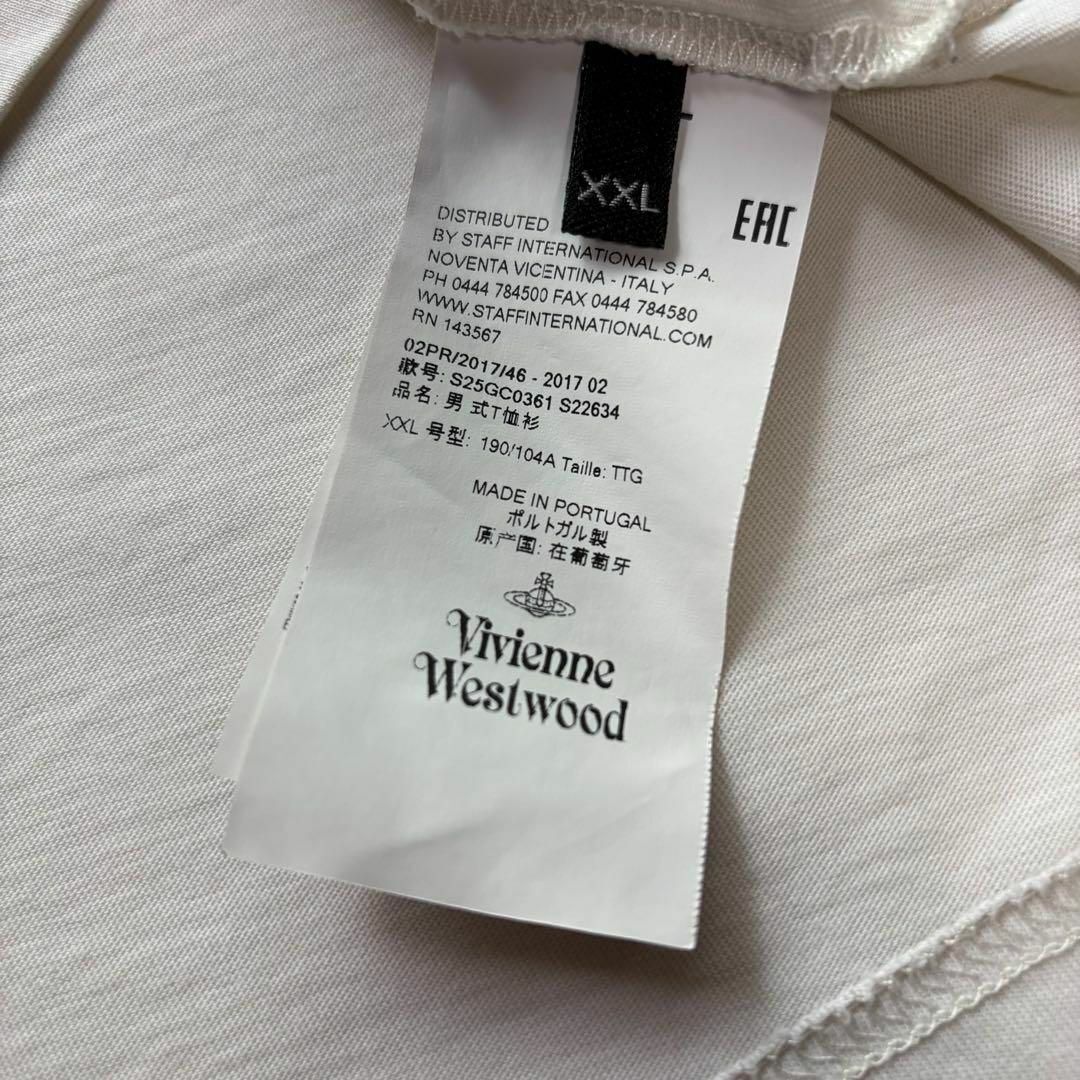 XXL
EAC
DISTRIBUTED
BY STAFF INTERNATIONAL S.P.A.
NOVENTA VICENTINA - ITALY
PH 0444 784500 FAX 0444 784580
WWW.STAFFINTERNATIONAL.COM
RN 143567
02PR/2017/46 - 2017 02
款号: S25GC0361 S22634
品名: 男 式T恤衫
XXL 号型: 190/104A Taille: TTG
MADE IN PORTUGAL
ポルトガル製
原产国: 在葡萄牙
Vivienne
Westwood